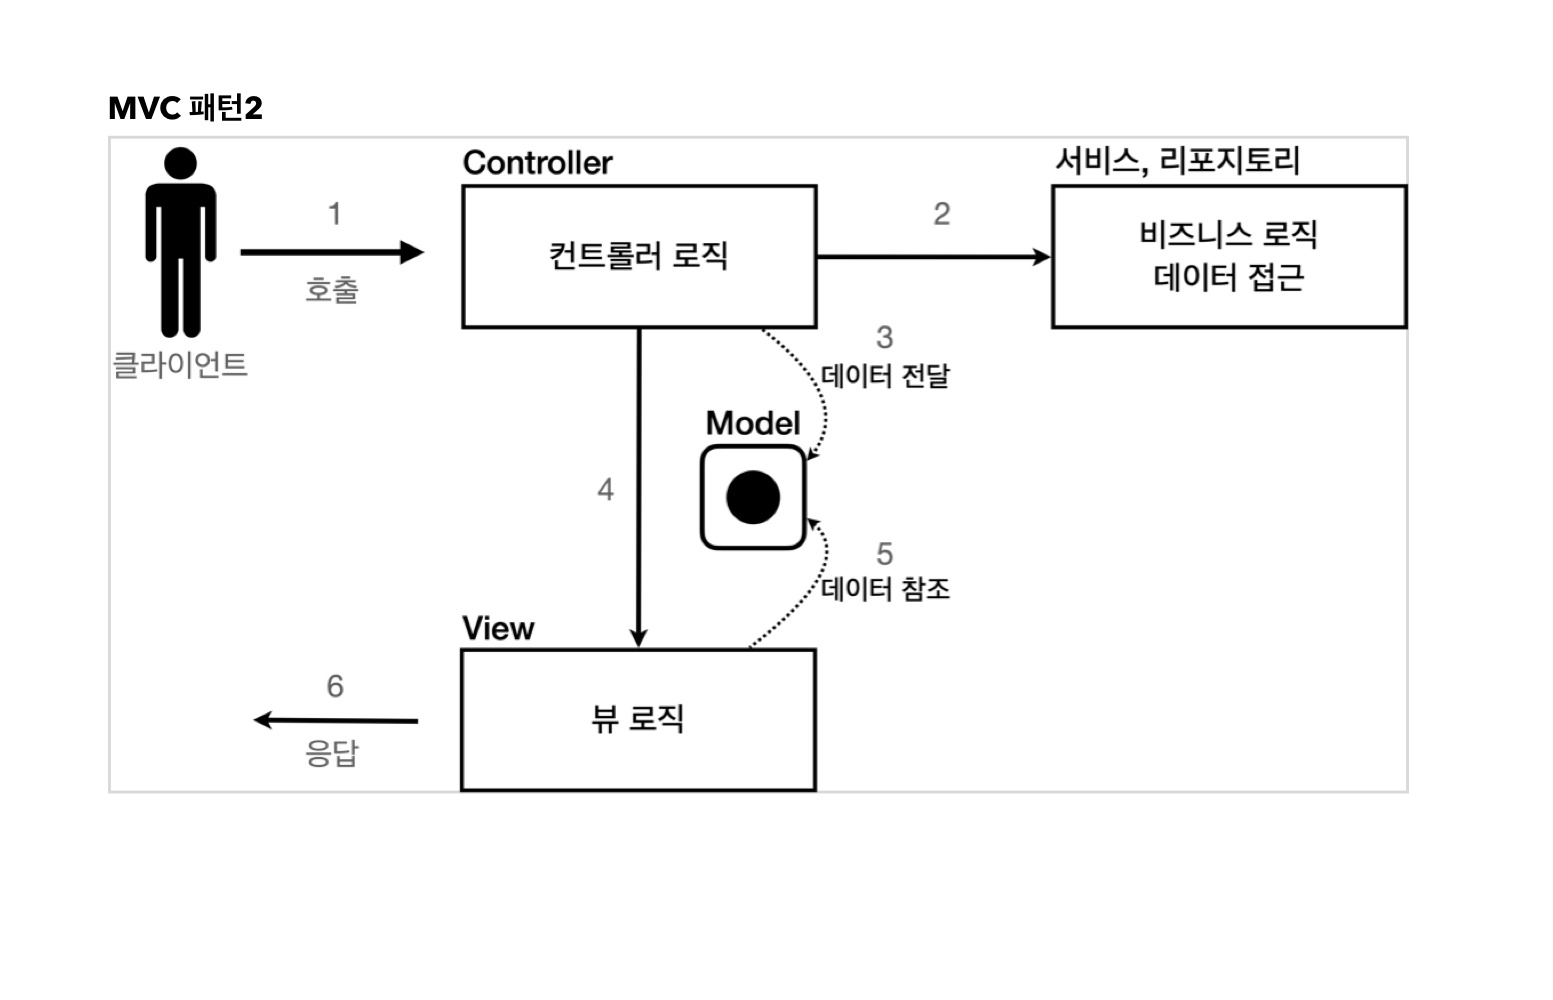 MVC 패턴2
Controller
서비스, 리포지토리
1
호출
컨트롤러 로직
2
비즈니스 로직
데이터 접근
클라이언트
3
데이터 전달
Model
4
5
데이터 참조
View
6
응답
뷰 로직